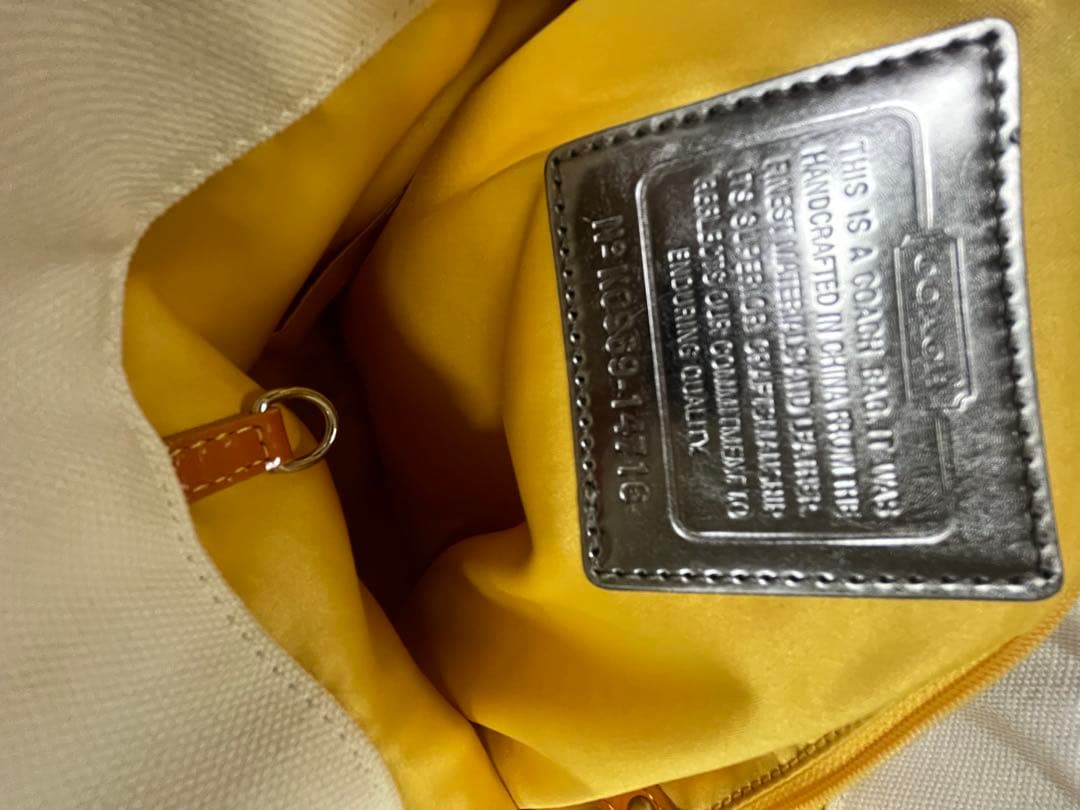 COACH
THIS IS A COACH BAG. IT WAS
HANDCRAFTED IN CHINA FROM THE
FINEST MATERIALS AND LEATHER.
ITS SUPERIOR CRAFTSMANSHIP
REFLECTS OUR COMMITMENT TO
ENDURING QUALITY.